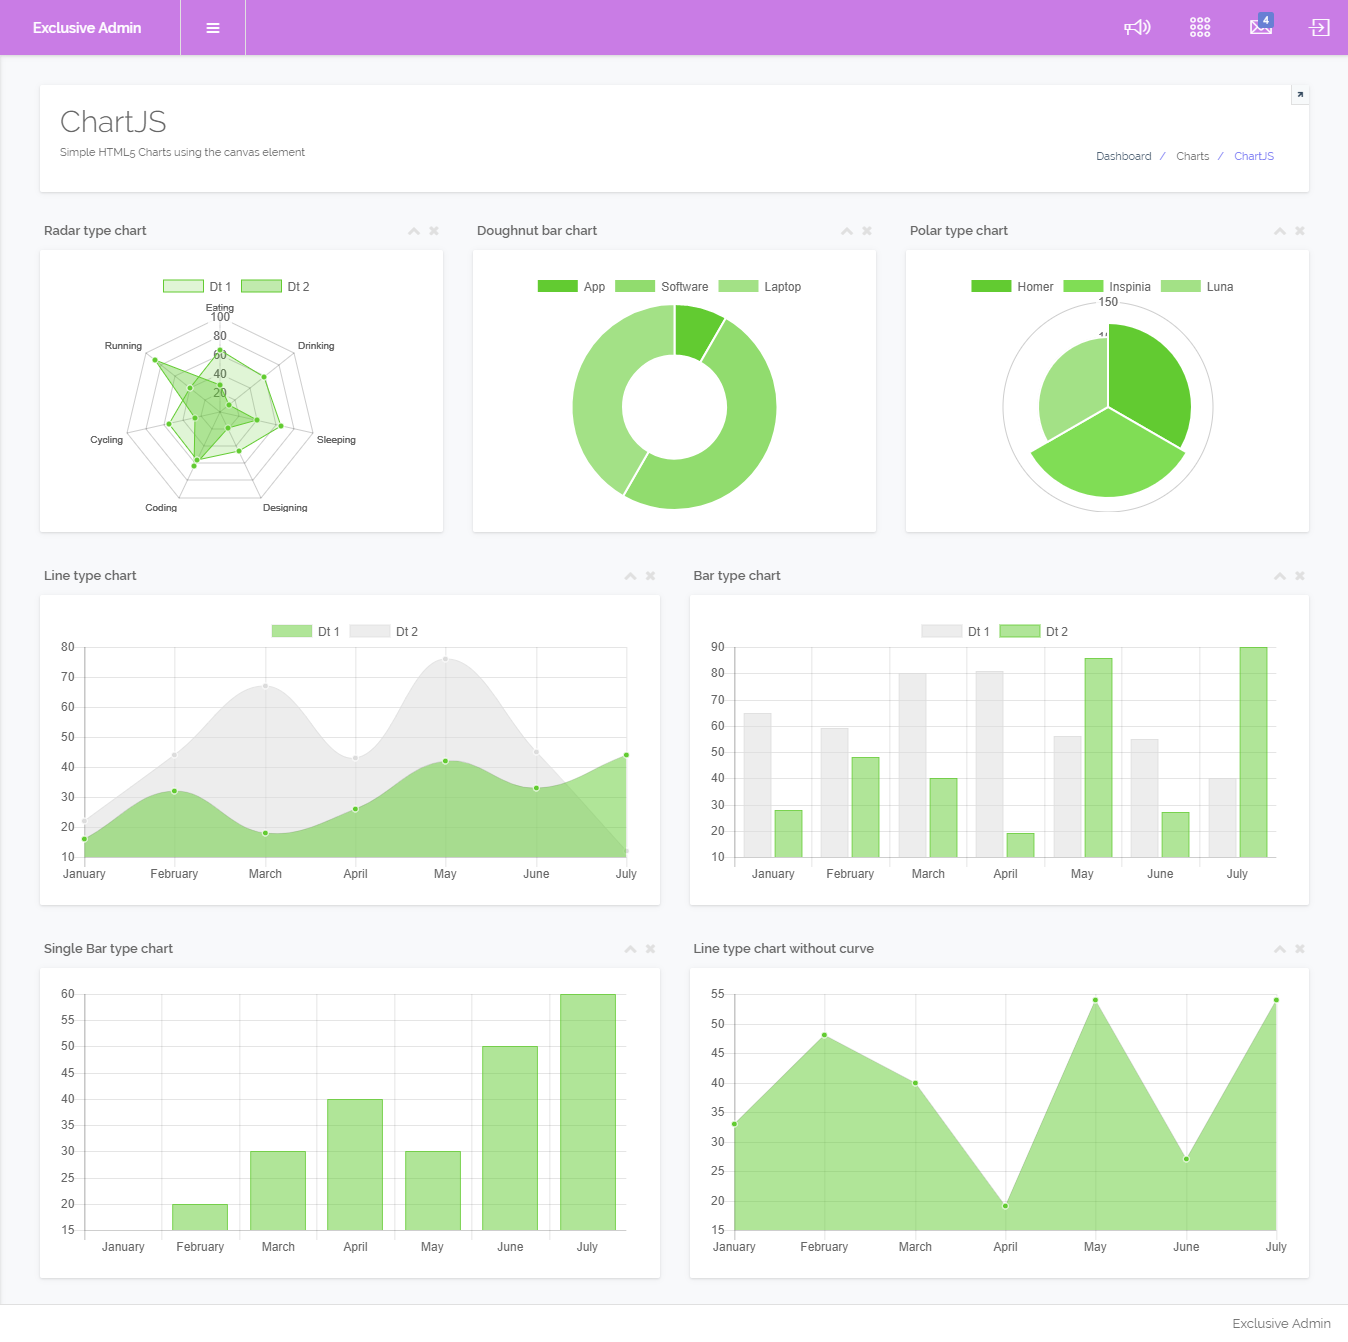 Exclusive Admin
4
ChartJS
Simple HTML5 Charts using the canvas element
Dashboard / Charts / ChartJS
Radar type chart
Dt 1 Dt 2
Eating
100
80
60
40
20
Running
Drinking
Cycling
Sleeping
Coding
Designing
Doughnut bar chart
App Software Laptop
Polar type chart
Homer Inspinia Luna
150
Line type chart
Dt 1 Dt 2
80
70
60
50
40
30
20
10
January February March April May June July
Bar type chart
Dt 1 Dt 2
90
80
70
60
50
40
30
20
10
January February March April May June July
Single Bar type chart
60
55
50
45
40
35
30
25
20
15
January February March April May June July
Line type chart without curve
55
50
45
40
35
30
25
20
15
January February March April May June July
Exclusive Admin